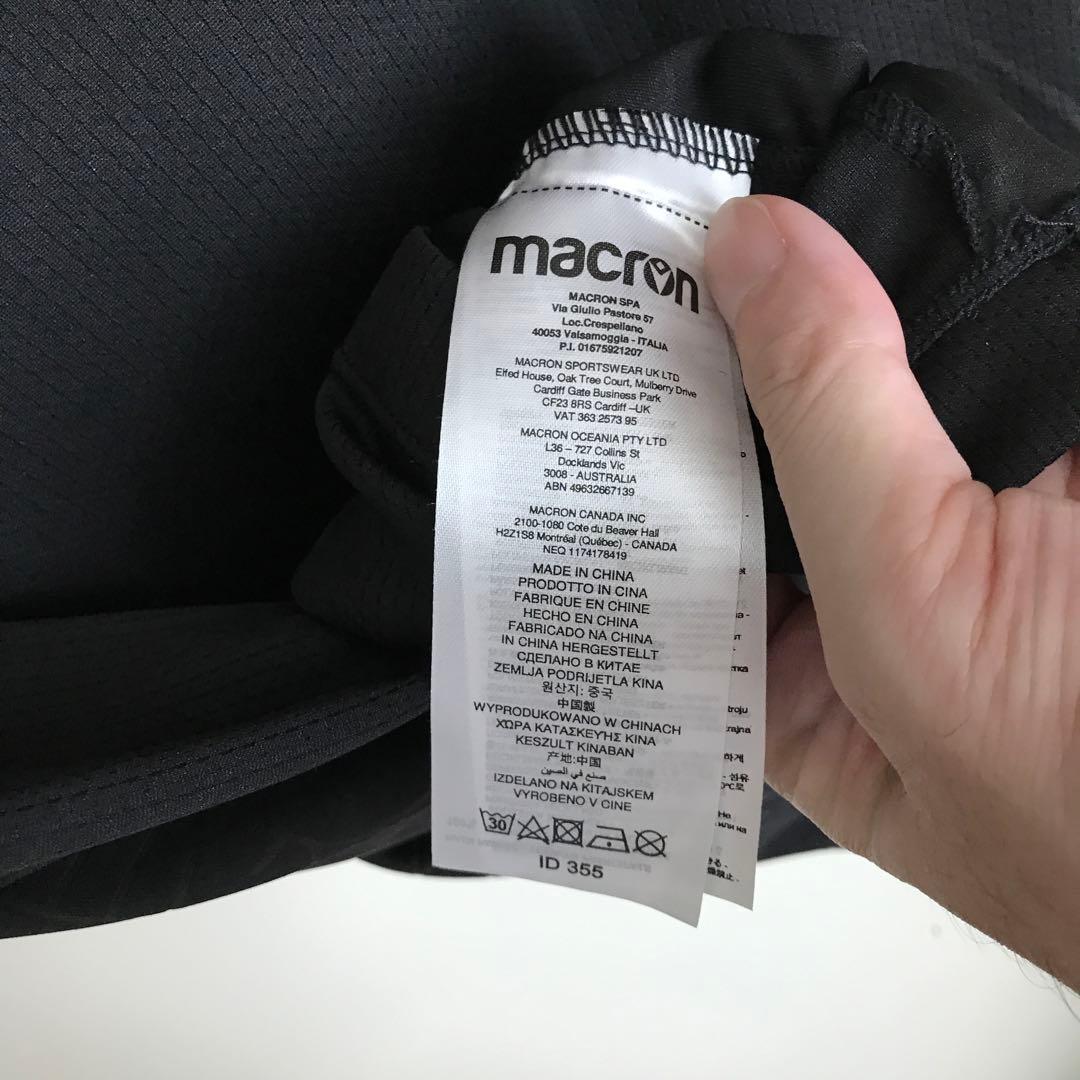 macron
MACRON SPA
Via Giulio Pastore 57
Loc.Crespellano
40053 Valsamoggia - ITALIA
P.I. 01675921207
MACRON SPORTSWEAR UK LTD
Elfed House, Oak Tree Court, Mulberry Drive
Cardiff Gate Business Park
CF23 8RS Cardiff –UK
VAT 363 2573 95
MACRON OCEANIA PTY LTD
L36 – 727 Collins St
Docklands Vic
3008 - AUSTRALIA
ABN 49632667139
MACRON CANADA INC
2100-1080 Cote du Beaver Hall
H2Z1S8 Montréal (Québec) - CANADA
NEQ 1174178419
MADE IN CHINA
PRODOTTO IN CINA
FABRIQUE EN CHINE
HECHO EN CHINA
FABRICADO NA CHINA
IN CHINA HERGESTELLT
СДЕЛАНО В КИТАЕ
ZEMLJA PODRIJETLA KINA
원산지: 중국
中国製
WYPRODUKOWANO W CHINACH
ΧΩΡΑ ΚΑΤΑΣΚΕΥΉΣ ΚΙΝΑ
KESZULT KINABAN
产地:中国
صنع في الصين
IZDELANO NA KITAJSKEM
VYROBENO V CINE
30
ID 355